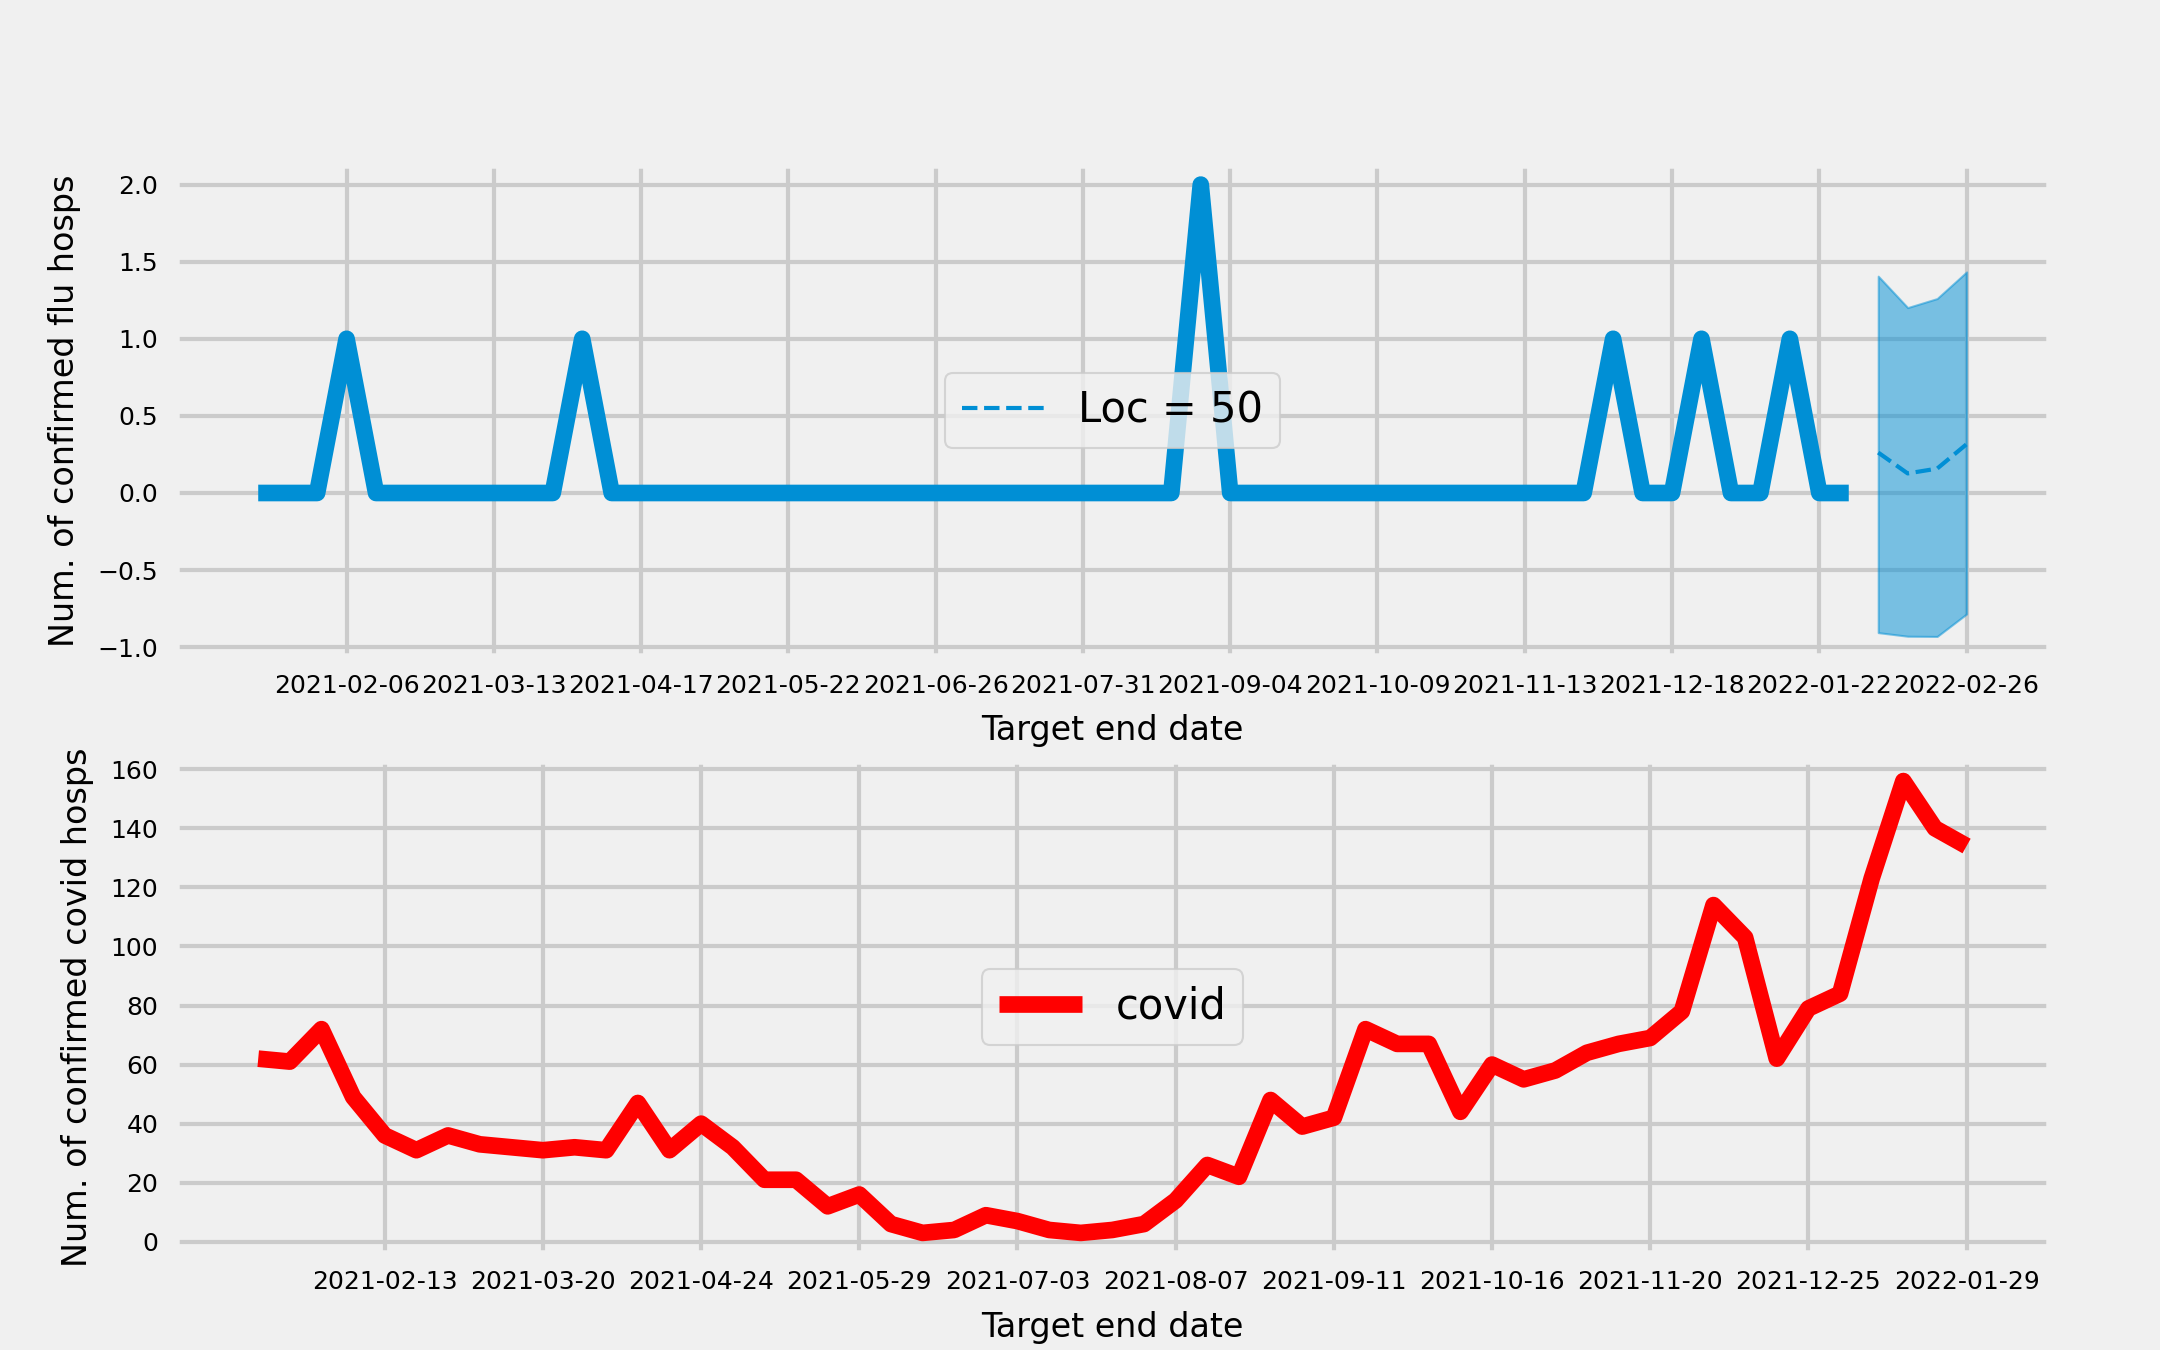 Num. of confirmed flu hosps
2.0
1.5
1.0
0.5
0.0
−0.5
−1.0
Loc = 50
2021-02-06 2021-03-13 2021-04-17 2021-05-22 2021-06-26 2021-07-31 2021-09-04 2021-10-09 2021-11-13 2021-12-18 2022-01-22 2022-02-26
Target end date
Num. of confirmed covid hosps
160
140
120
100
80
60
40
20
0
covid
2021-02-13 2021-03-20 2021-04-24 2021-05-29 2021-07-03 2021-08-07 2021-09-11 2021-10-16 2021-11-20 2021-12-25 2022-01-29
Target end date